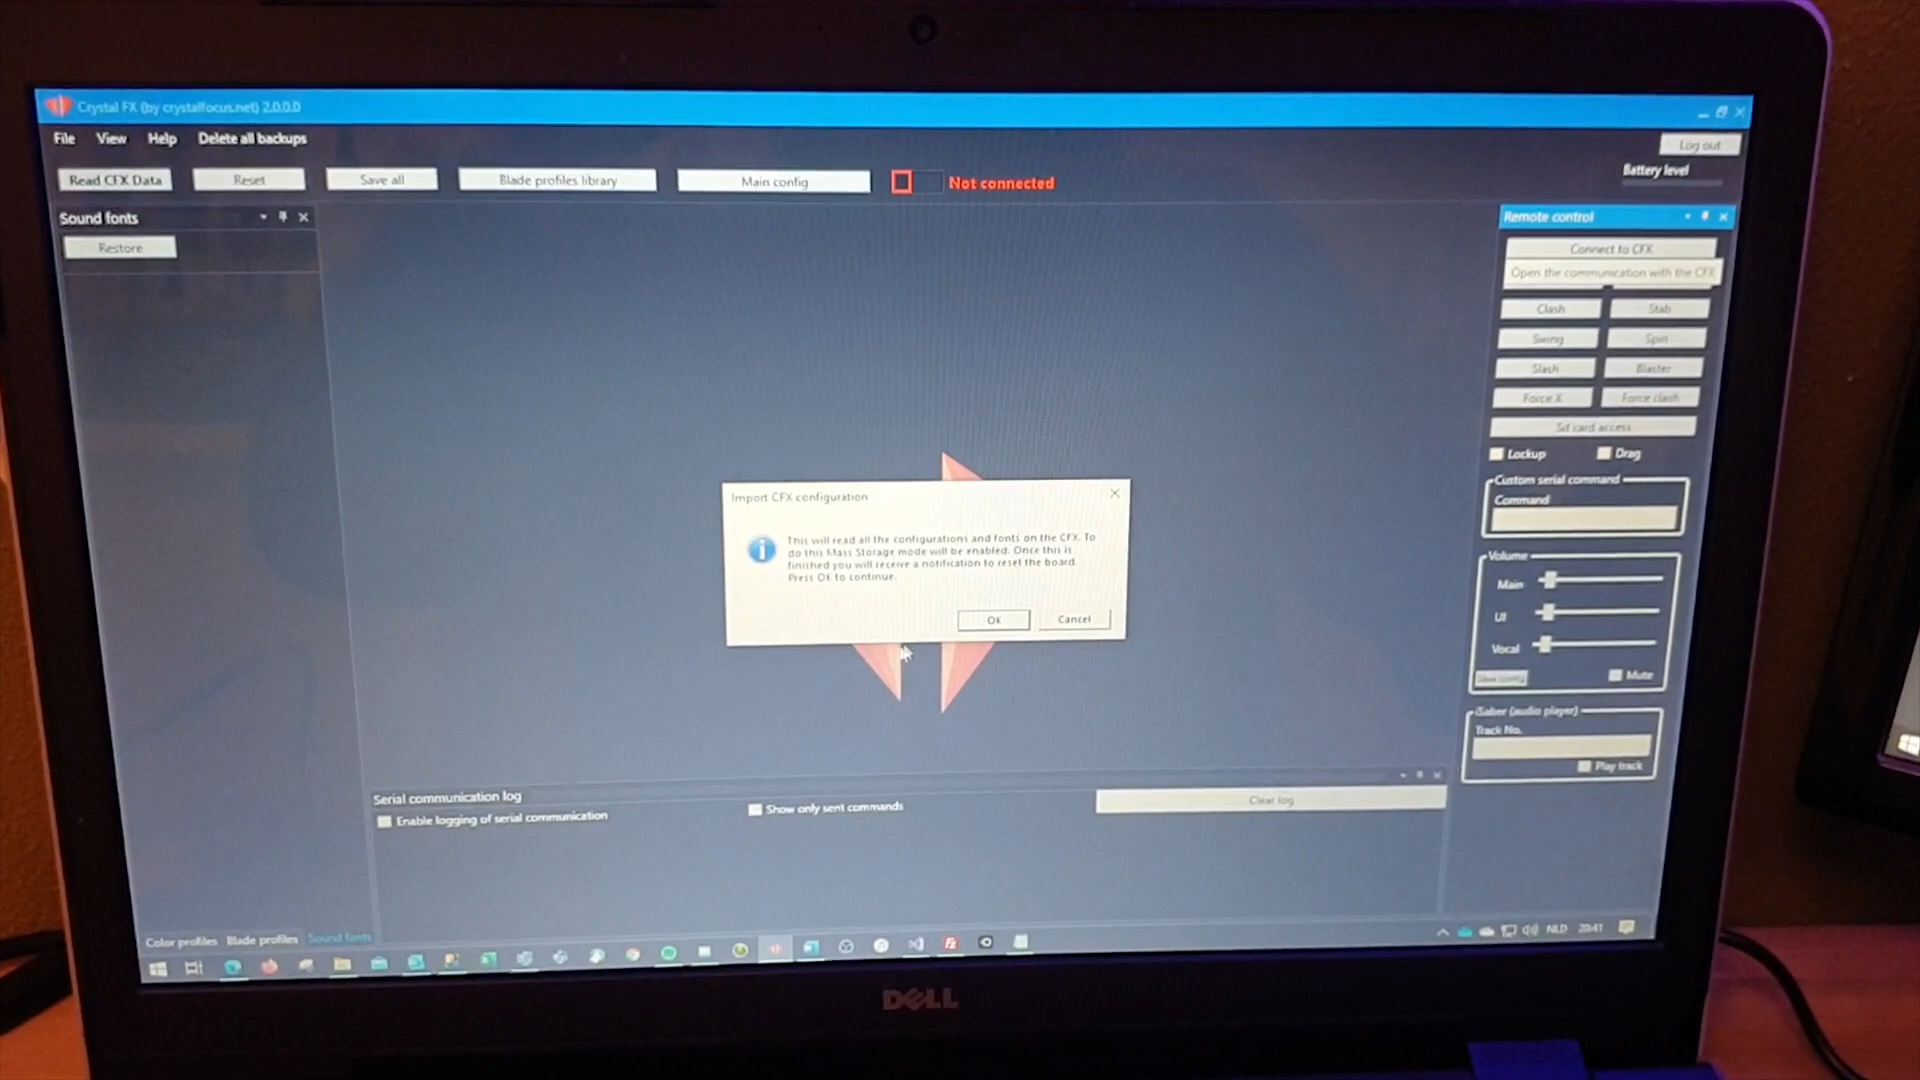 Crystal FX (by crystalfocus.net) 2.0.0.0
File View Help Delete all backups
Log out
Read CFX Data Reset Save all Blade profiles library Main config Not connected
Battery level
Sound fonts
Restore
Remote control
Connect to CFX
Open the communication with the CFX
Clash Stab
Swing Spin
Slash Blaster
Force X Force clash
Sd card access
Lockup Drag
Custom serial command
Command
Import CFX configuration
This will read all the configurations and fonts on the CFX. To
do this Mass Storage mode will be enabled. Once this is
finished you will receive a notification to reset the board.
Press OK to continue.
OK Cancel
Volume
Main
UI
Vocal
Save config Mute
iSaber (audio player)
Track No.
Play track
Serial communication log
Enable logging of serial communication
Show only sent commands
Clear log
Color profiles Blade profiles Sound fonts
NLD 20:41
DELL